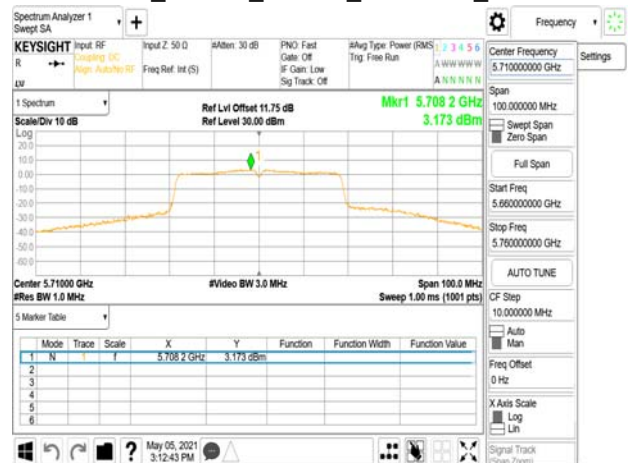 Spectrum Analyzer 1
Swept SA
Frequency
KEYSIGHT
Input: RF
Coupling: DC
Align: Auto/No RF
Input Z: 50 Ω
Freq Ref: Int (S)
#Atten: 30 dB
PNO: Fast
Gate: Off
IF Gain: Low
Sig Track: Off
#Avg Type: Power (RMS
Trig: Free Run
1 2 3 4 5 6
A W W W W W
A N N N N N
R
LVI
Center Frequency
5.710000000 GHz
Settings
Span
100.000000 MHz
Swept Span
Zero Span
Full Span
Start Freq
5.660000000 GHz
Stop Freq
5.760000000 GHz
AUTO TUNE
CF Step
10.000000 MHz
Auto
Man
Freq Offset
0 Hz
X Axis Scale
Log
Lin
Signal Track
(Span Zoom)
1 Spectrum
Scale/Div 10 dB
Ref Lvl Offset 11.75 dB
Ref Level 30.00 dBm
Mkr1 5.708 2 GHz
3.173 dBm
Log
20.0
10.0
0.00
-10.0
-20.0
-30.0
-40.0
-50.0
-60.0
1
Center 5.71000 GHz
#Res BW 1.0 MHz
#Video BW 3.0 MHz
Span 100.0 MHz
Sweep 1.00 ms (1001 pts)
5 Marker Table
Mode Trace Scale X Y Function Function Width Function Value
1 N 1 f 5.708 2 GHz 3.173 dBm
2
3
4
5
6
?
May 05, 2021
3:12:43 PM